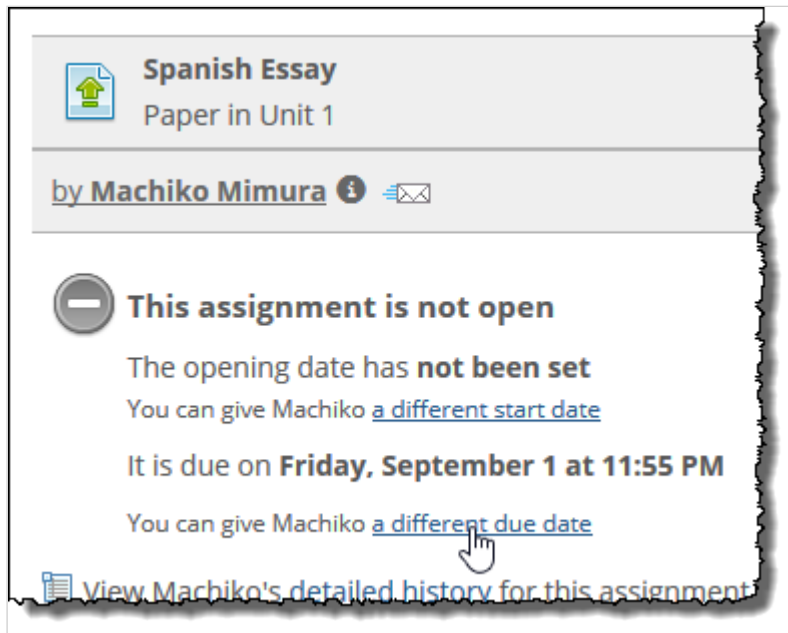 Spanish Essay
Paper in Unit 1
by Machiko Mimura
This assignment is not open
The opening date has not been set
You can give Machiko a different start date
It is due on Friday, September 1 at 11:55 PM
You can give Machiko a different due date
View Machiko's detailed history for this assignment